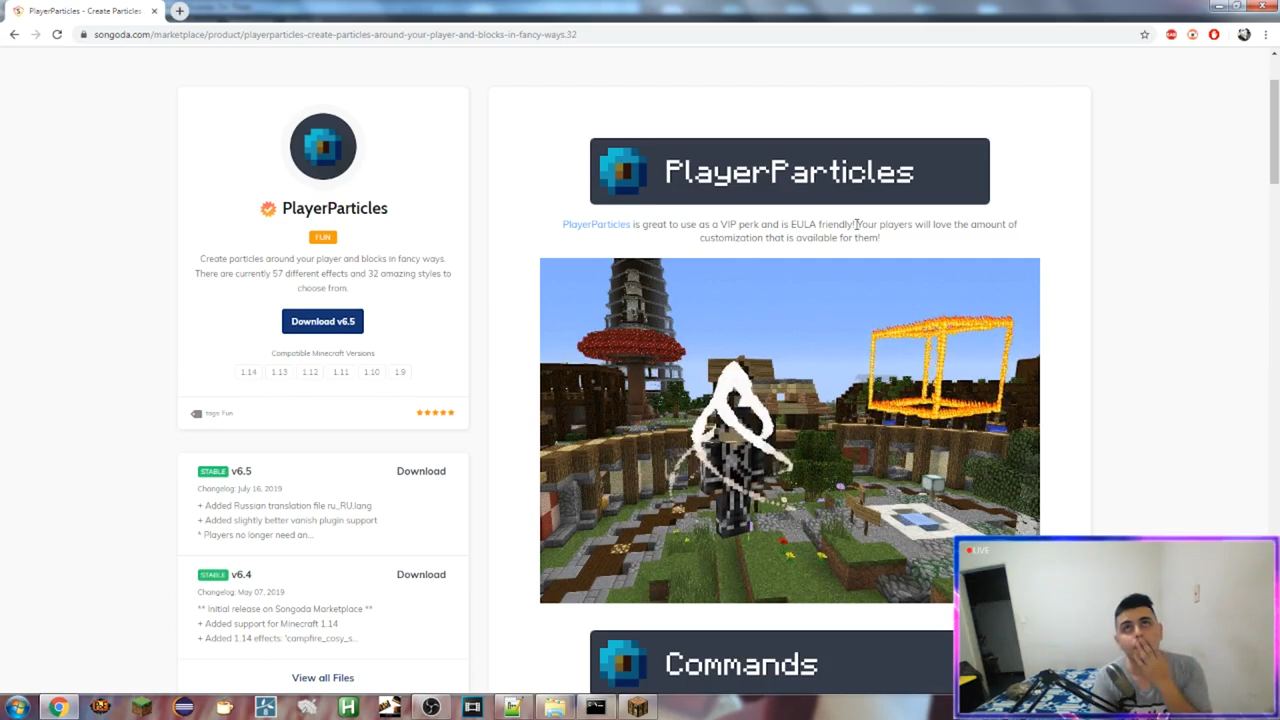 PlayerParticles - Create Particles
songoda.com/marketplace/product/playerparticles-create-particles-around-your-player-and-blocks-in-fancy-ways.32
PlayerParticles
FUN
Create particles around your player and blocks in fancy ways.
There are currently 57 different effects and 32 amazing styles to
choose from.
Download v6.5
Compatible Minecraft Versions
1.14 1.13 1.12 1.11 1.10 1.9
Tags: Fun
STABLE v6.5 Download
Changelog: July 16, 2019
+ Added Russian translation file ru_RU.lang
+ Added slightly better vanish plugin support
* Players no longer need an...
STABLE v6.4 Download
Changelog: May 07, 2019
** Initial release on Songoda Marketplace **
+ Added support for Minecraft 1.14
+ Added 1.14 effects: 'campfire_cosy_s...
View all Files
PlayerParticles
PlayerParticles is great to use as a VIP perk and is EULA friendly! Your players will love the amount of
customization that is available for them!
Commands
LIVE